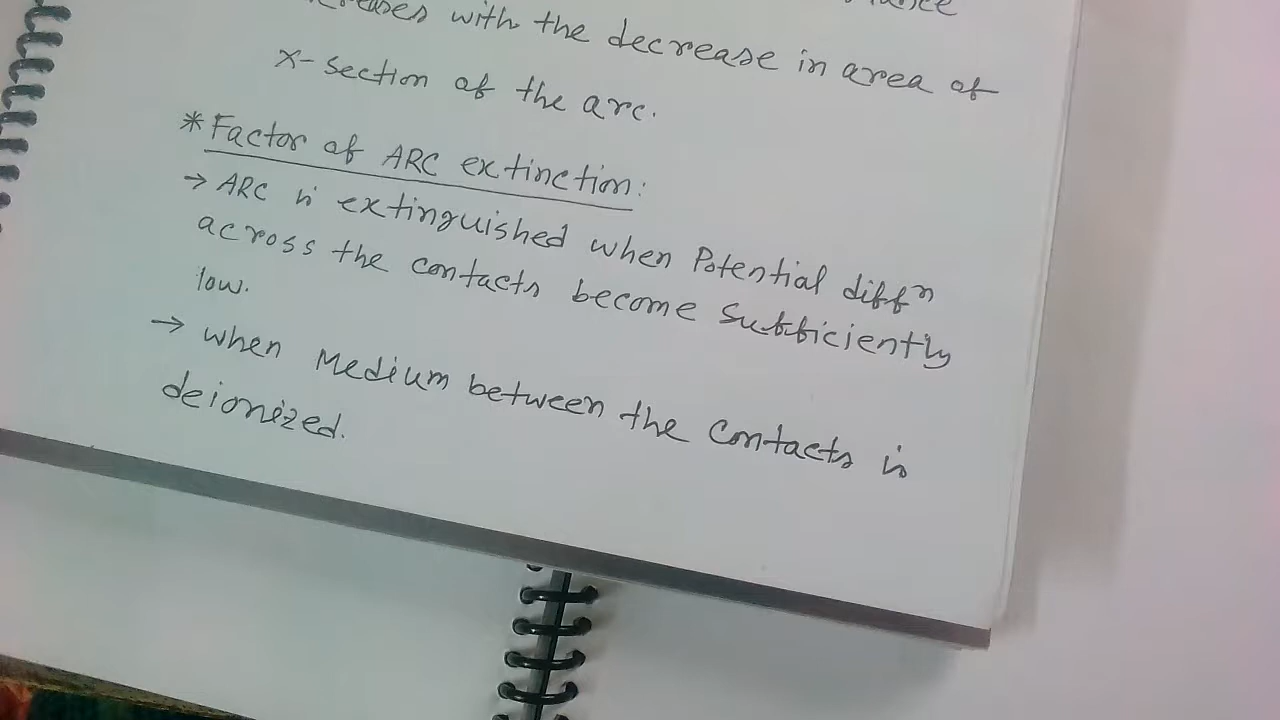 with the decrease in area of
x-section of the arc.
* Factor of ARC extinction:
→ ARC is extinguished when Potential diffn
across the contacts become sufficiently
low.
→ when Medium between the contacts is
deionized.